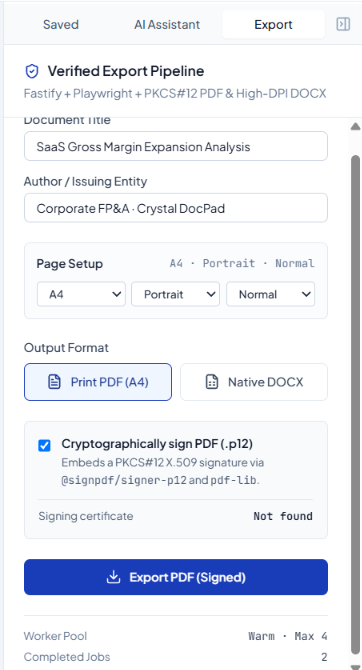 Saved
AI Assistant
Export
Verified Export Pipeline
Fastify + Playwright + PKCS#12 PDF & High-DPI DOCX
Document Title
SaaS Gross Margin Expansion Analysis
Author / Issuing Entity
Corporate FP&A · Crystal DocPad
Page Setup
A4 · Portrait · Normal
A4
Portrait
Normal
Output Format
Print PDF (A4)
Native DOCX
Cryptographically sign PDF (.p12)
Embeds a PKCS#12 X.509 signature via
@signpdf/signer-p12 and pdf-lib.
Signing certificate
Not found
Export PDF (Signed)
Worker Pool
Warm · Max 4
Completed Jobs
2